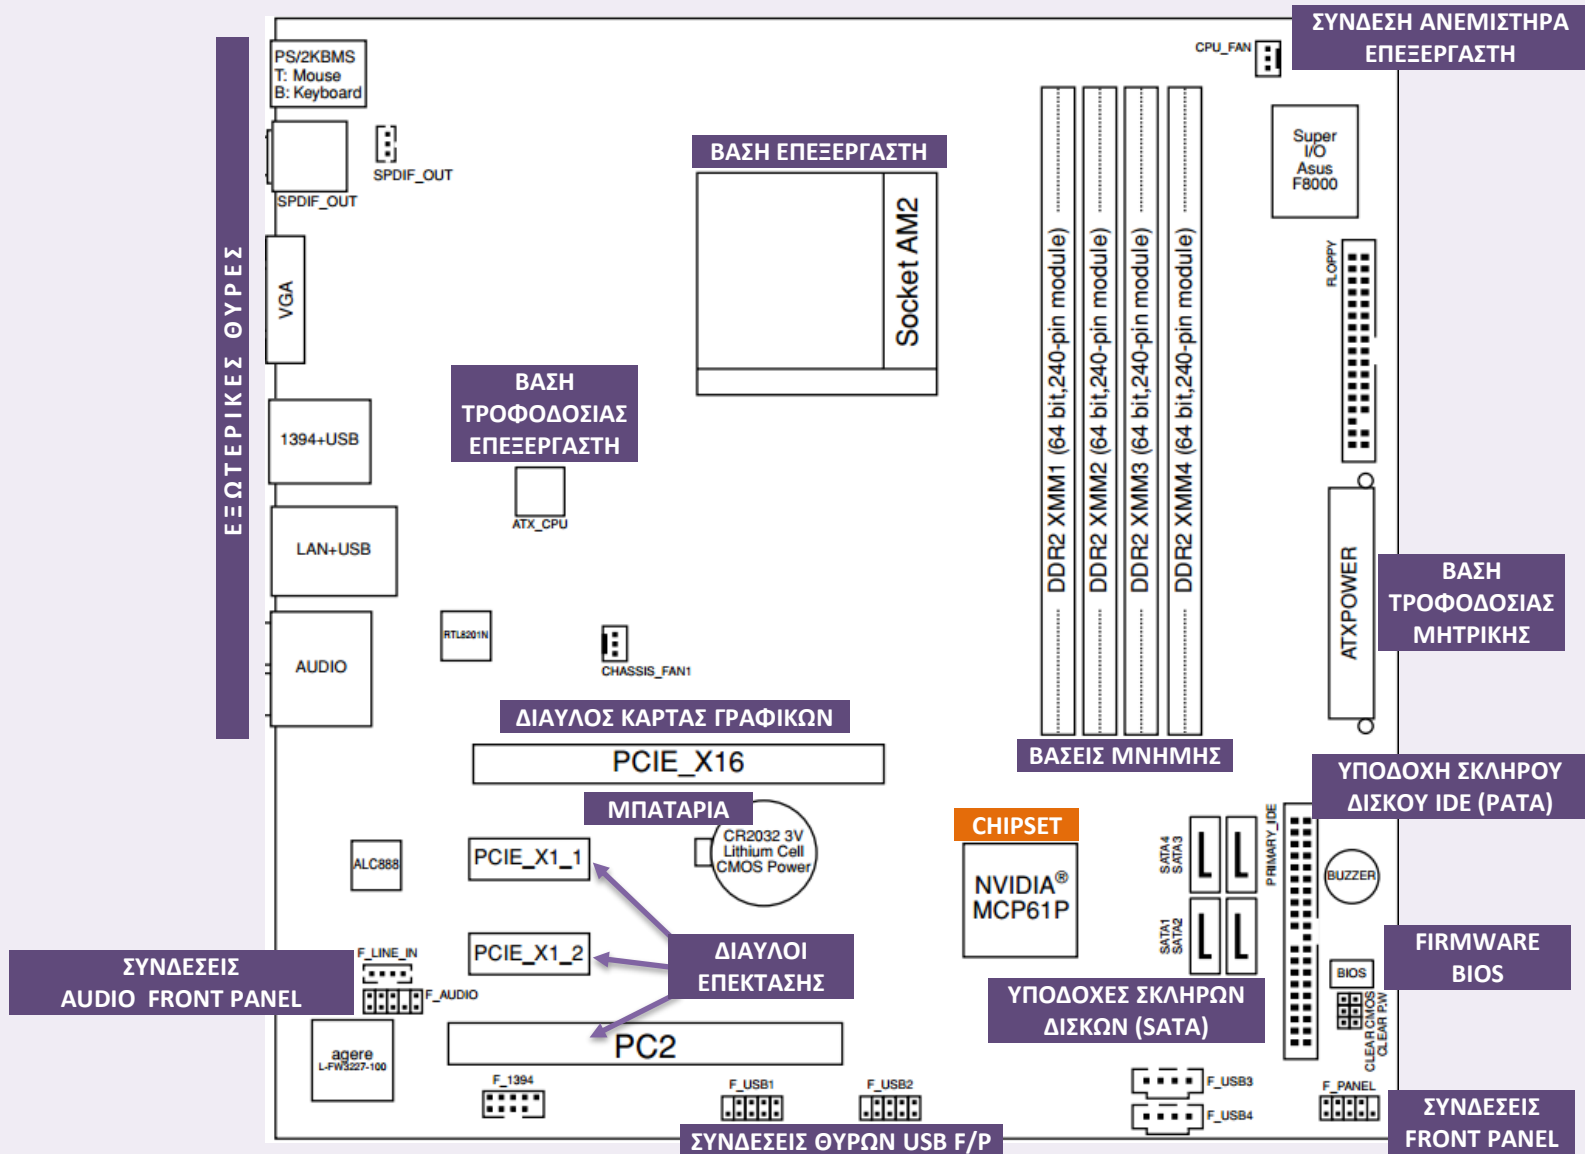 ΣΥΝΔΕΣΗ ΑΝΕΜΙΣΤΗΡΑ
ΕΠΕΞΕΡΓΑΣΤΗ
CPU_FAN
PS/2KBMS
T: Mouse
B: Keyboard
SPDIF_OUT
SPDIF_OUT
ΕΞΩΤΕΡΙΚΕΣ ΘΥΡΕΣ
VGA
1394+USB
LAN+USB
AUDIO
ΒΑΣΗ ΕΠΕΞΕΡΓΑΣΤΗ
Socket AM2
ΒΑΣΗ
ΤΡΟΦΟΔΟΣΙΑΣ
ΕΠΕΞΕΡΓΑΣΤΗ
ATX_CPU
RTL8201N
CHASSIS_FAN1
DDR2 XMM1 (64 bit,240-pin module)
DDR2 XMM2 (64 bit,240-pin module)
DDR2 XMM3 (64 bit,240-pin module)
DDR2 XMM4 (64 bit,240-pin module)
ΒΑΣΕΙΣ ΜΝΗΜΗΣ
Super
I/O
Asus
F8000
FLOPPY
ATXPOWER
ΒΑΣΗ
ΤΡΟΦΟΔΟΣΙΑΣ
ΜΗΤΡΙΚΗΣ
ΔΙΑΥΛΟΣ ΚΑΡΤΑΣ ΓΡΑΦΙΚΩΝ
PCIE_X16
ΜΠΑΤΑΡΙΑ
CR2032 3V
Lithium Cell
CMOS Power
PCIE_X1_1
PCIE_X1_2
ΔΙΑΥΛΟΙ
ΕΠΕΚΤΑΣΗΣ
PC2
ALC888
ΣΥΝΔΕΣΕΙΣ
AUDIO FRONT PANEL
F_LINE_IN
F_AUDIO
agere
L-FW3227-100
F_1394
F_USB1
F_USB2
ΣΥΝΔΕΣΕΙΣ ΘΥΡΩΝ USB F/P
CHIPSET
NVIDIA®
MCP61P
SATA4
SATA3
SATA1
SATA2
ΥΠΟΔΟΧΕΣ ΣΚΛΗΡΩΝ
ΔΙΣΚΩΝ (SATA)
ΥΠΟΔΟΧΗ ΣΚΛΗΡΟΥ
ΔΙΣΚΟΥ IDE (PATA)
PRIMARY_IDE
BUZZER
FIRMWARE
BIOS
BIOS
CLEAR CMOS
CLEAR P.W
F_USB3
F_USB4
F_PANEL
ΣΥΝΔΕΣΕΙΣ
FRONT PANEL